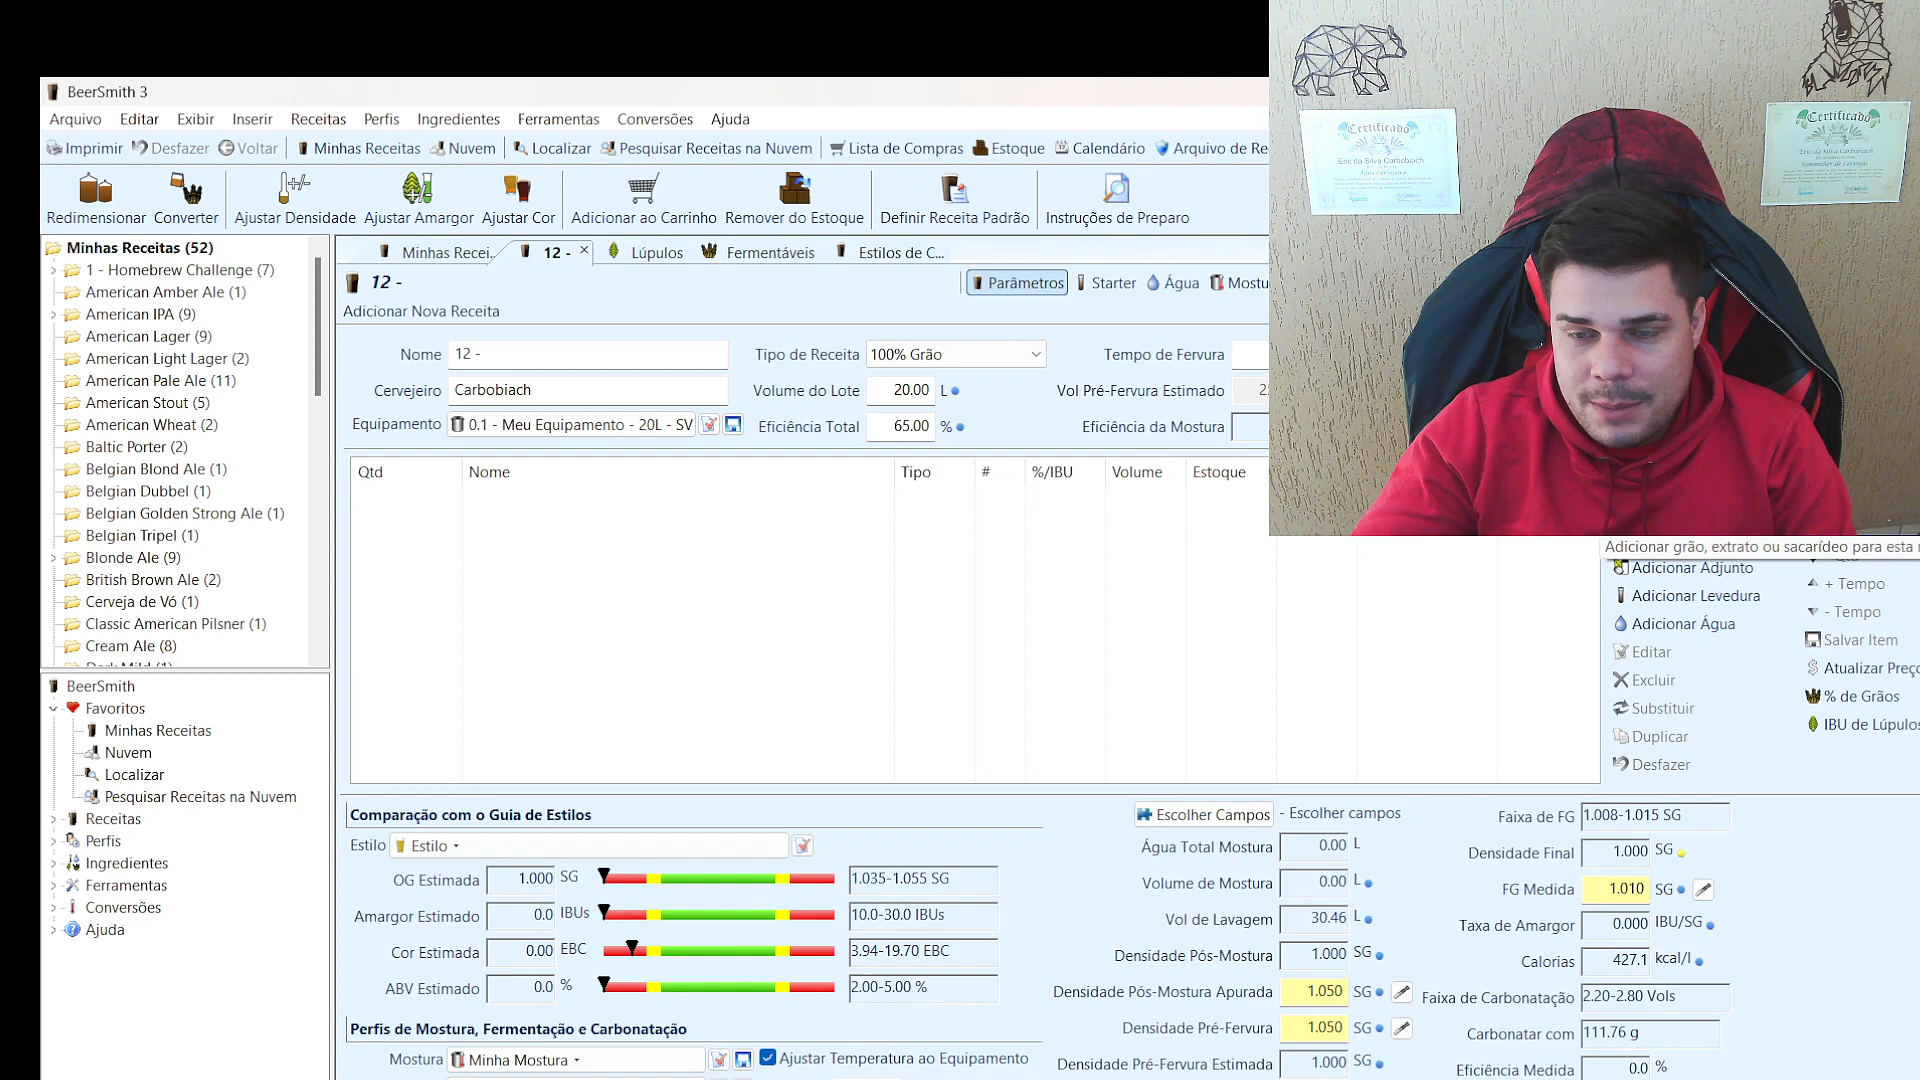 BeerSmith 3
Arquivo Editar Exibir Inserir Receitas Perfis Ingredientes Ferramentas Conversões Ajuda
Imprimir Desfazer Voltar Minhas Receitas Nuvem Localizar Pesquisar Receitas na Nuvem Lista de Compras Estoque Calendário Arquivo de Re
Redimensionar Converter Ajustar Densidade Ajustar Amargor Ajustar Cor Adicionar ao Carrinho Remover do Estoque Definir Receita Padrão Instruções de Preparo
Minhas Receitas (52)
1 - Homebrew Challenge (7)
American Amber Ale (1)
American IPA (9)
American Lager (9)
American Light Lager (2)
American Pale Ale (11)
American Stout (5)
American Wheat (2)
Baltic Porter (2)
Belgian Blond Ale (1)
Belgian Dubbel (1)
Belgian Golden Strong Ale (1)
Belgian Tripel (1)
Blonde Ale (9)
British Brown Ale (2)
Cerveja de Vó (1)
Classic American Pilsner (1)
Cream Ale (8)
Dark Mild (1)
BeerSmith
Favoritos
Minhas Receitas
Nuvem
Localizar
Pesquisar Receitas na Nuvem
Receitas
Perfis
Ingredientes
Ferramentas
Conversões
Ajuda
Minhas Recei... 12 - Lúpulos Fermentáveis Estilos de C...
12 -
Parâmetros Starter Água Mostu
Adicionar Nova Receita
Nome 12 - Tipo de Receita 100% Grão Tempo de Fervura
Cervejeiro Carbobiach Volume do Lote 20.00 L Vol Pré-Fervura Estimado 2
Equipamento 0.1 - Meu Equipamento - 20L - SV Eficiência Total 65.00 % Eficiência da Mostura
Qtd Nome Tipo # %/IBU Volume Estoque
Certificado
Eric da Silva Carbobiach
Certificado
Eric da Silva Carbobiach
Sommelier de Cervejas
Adicionar grão, extrato ou sacarídeo para esta
Adicionar Adjunto
Adicionar Levedura
Adicionar Água
Editar
Excluir
Substituir
Duplicar
Desfazer
+ Tempo
- Tempo
Salvar Item
Atualizar Preço
% de Grãos
IBU de Lúpulos
Comparação com o Guia de Estilos
Estilo Estilo
OG Estimada 1.000 SG 1.035-1.055 SG
Amargor Estimado 0.0 IBUs 10.0-30.0 IBUs
Cor Estimada 0.00 EBC 3.94-19.70 EBC
ABV Estimado 0.0 % 2.00-5.00 %
Perfis de Mostura, Fermentação e Carbonatação
Mostura Minha Mostura Ajustar Temperatura ao Equipamento
Escolher Campos - Escolher campos
Água Total Mostura 0.00 L
Volume de Mostura 0.00 L
Vol de Lavagem 30.46 L
Densidade Pós-Mostura 1.000 SG
Densidade Pós-Mostura Apurada 1.050 SG
Densidade Pré-Fervura 1.050 SG
Densidade Pré-Fervura Estimada 1.000 SG
Faixa de FG 1.008-1.015 SG
Densidade Final 1.000 SG
FG Medida 1.010 SG
Taxa de Amargor 0.000 IBU/SG
Calorias 427.1 kcal/l
Faixa de Carbonatação 2.20-2.80 Vols
Carbonatar com 111.76 g
Eficiência Medida 0.0 %